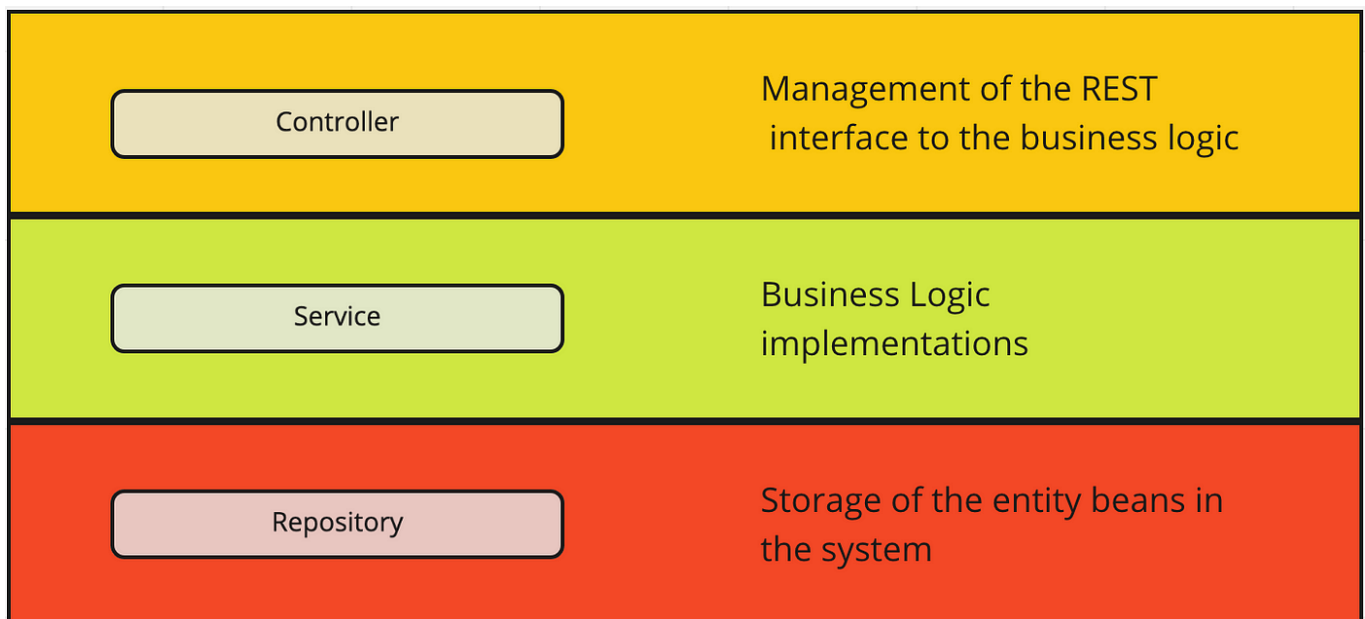 Controller
Management of the REST
interface to the business logic
Service
Business Logic
implementations
Repository
Storage of the entity beans in
the system